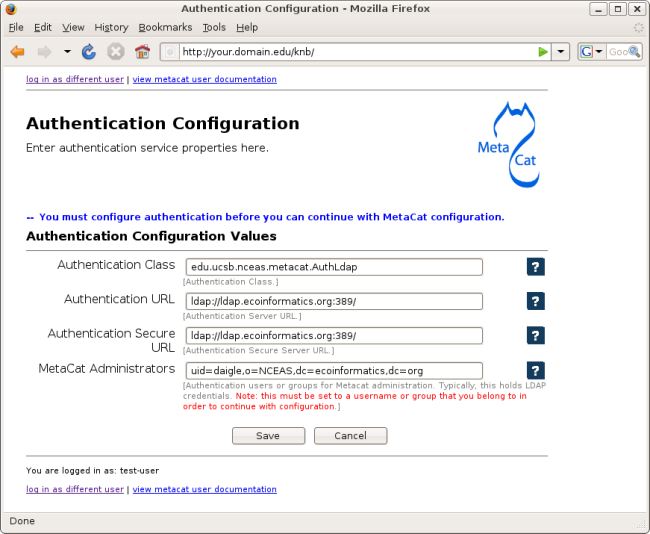 Authentication Configuration - Mozilla Firefox
File Edit View History Bookmarks Tools Help
http://your.domain.edu/knb/ G Goo
log in as different user | view metacat user documentation
Authentication Configuration
Enter authentication service properties here.
Meta
Cat
-- You must configure authentication before you can continue with MetaCat configuration.
Authentication Configuration Values
Authentication Class edu.ucsb.nceas.metacat.AuthLdap ?
[Authentication Class.]
Authentication URL ldap://ldap.ecoinformatics.org:389/ ?
[Authentication Server URL.]
Authentication Secure ldap://ldap.ecoinformatics.org:389/ ?
URL [Authentication Secure Server URL.]
MetaCat Administrators uid=daigle,o=NCEAS,dc=ecoinformatics,dc=org ?
[Authentication users or groups for Metacat administration. Typically, this holds LDAP
credentials. Note: this must be set to a username or group that you belong to in
order to continue with configuration.]
Save Cancel
You are logged in as: test-user
log in as different user | view metacat user documentation
Done